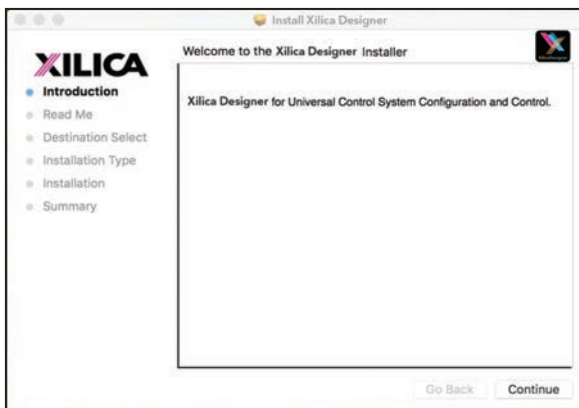 Install Xilica Designer
Welcome to the Xilica Designer Installer
XILICA
Introduction
Read Me
Destination Select
Installation Type
Installation
Summary
Xilica Designer for Universal Control System Configuration and Control.
Go Back
Continue